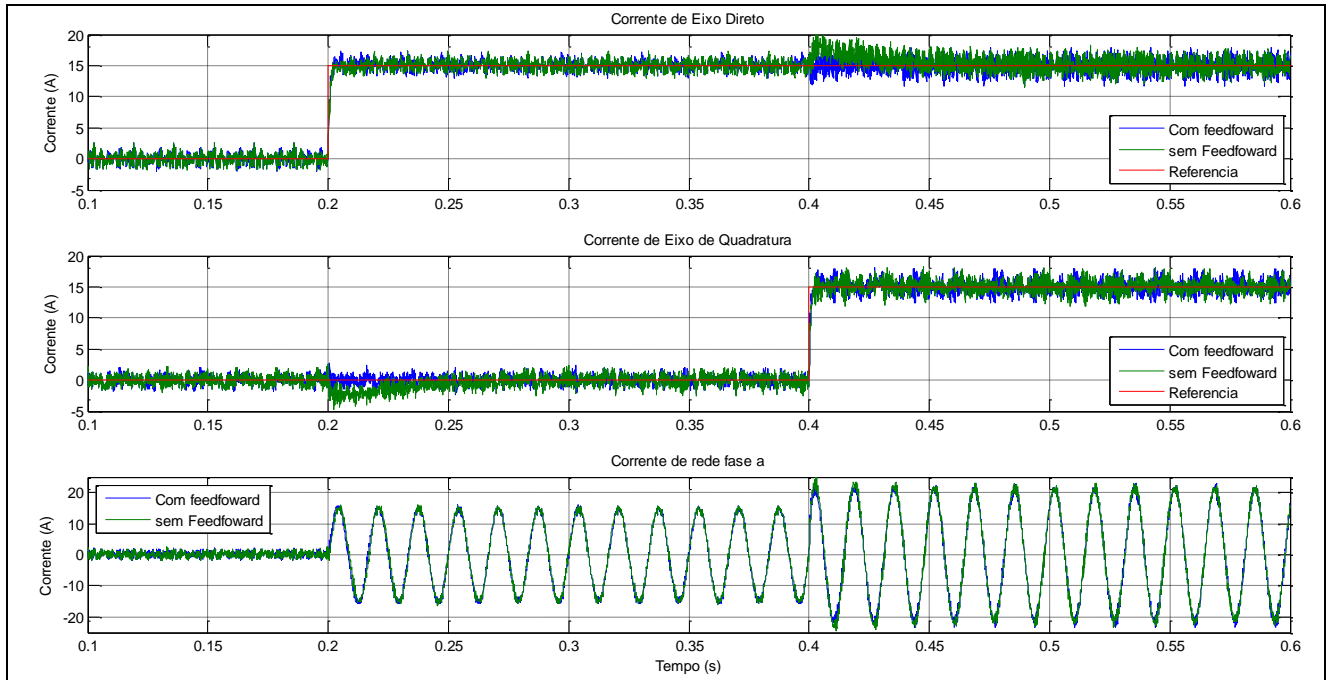 Corrente de Eixo Direto
Corrente (A)
20
15
10
5
0
-5
Com feedfoward
sem Feedfoward
Referencia
0.1 0.15 0.2 0.25 0.3 0.35 0.4 0.45 0.5 0.55 0.6
Corrente de Eixo de Quadratura
Corrente (A)
20
15
10
5
0
-5
Com feedfoward
sem Feedfoward
Referencia
0.1 0.15 0.2 0.25 0.3 0.35 0.4 0.45 0.5 0.55 0.6
Corrente de rede fase a
Corrente (A)
20
10
0
-10
-20
Com feedfoward
sem Feedfoward
0.1 0.15 0.2 0.25 0.3 0.35 0.4 0.45 0.5 0.55 0.6
Tempo (s)